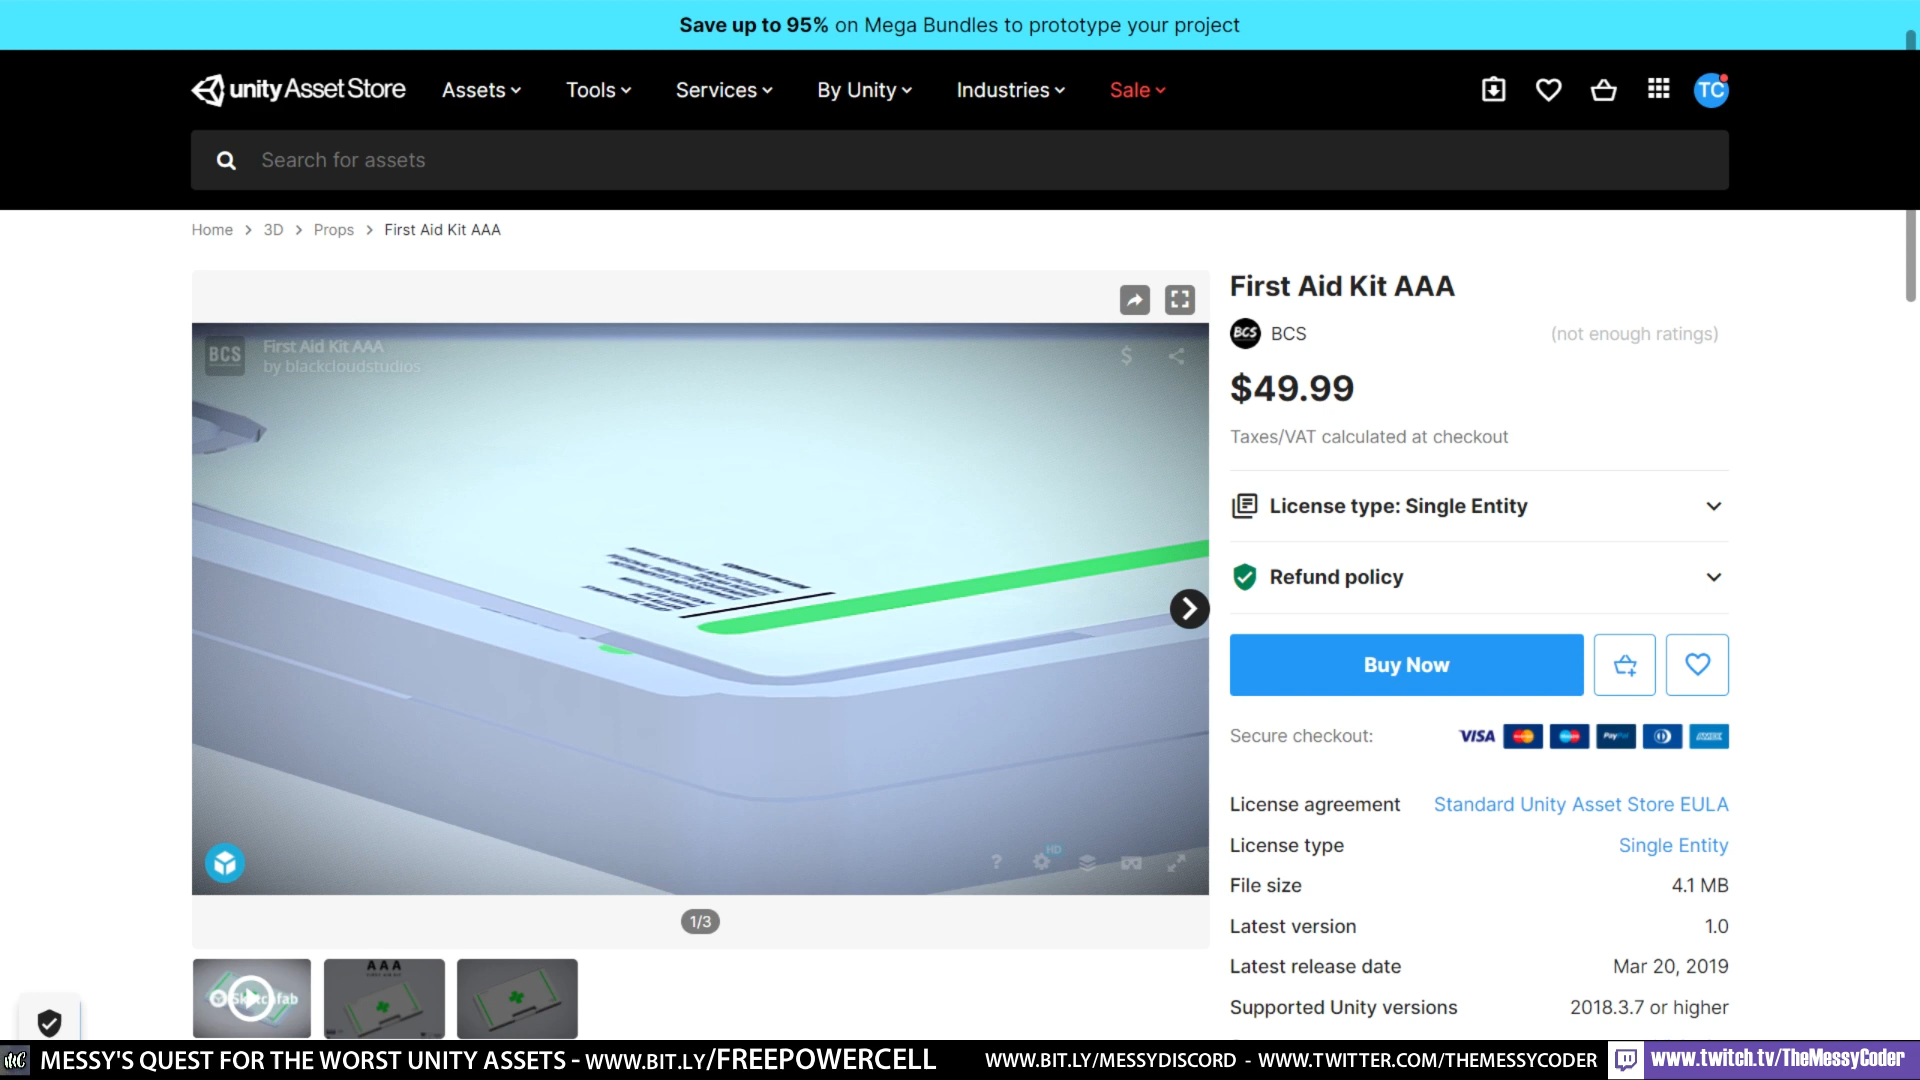 Save up to 95% on Mega Bundles to prototype your project
unity Asset Store
Assets
Tools
Services
By Unity
Industries
Sale
TC
Search for assets
Home > 3D > Props > First Aid Kit AAA
BCS
First Aid Kit AAA
by blackcloudstudios
HD
1/3
Sketchfab
AAA
First Aid Kit AAA
BCS BCS
(not enough ratings)
$49.99
Taxes/VAT calculated at checkout
License type: Single Entity
Refund policy
Buy Now
Secure checkout:
VISA
PayPal
AMEX
License agreement Standard Unity Asset Store EULA
License type Single Entity
File size 4.1 MB
Latest version 1.0
Latest release date Mar 20, 2019
Supported Unity versions 2018.3.7 or higher
MESSY'S QUEST FOR THE WORST UNITY ASSETS - WWW.BIT.LY/FREEPOWERCELL
WWW.BIT.LY/MESSYDISCORD - WWW.TWITTER.COM/THEMESSYCODER
www.twitch.tv/TheMessyCoder